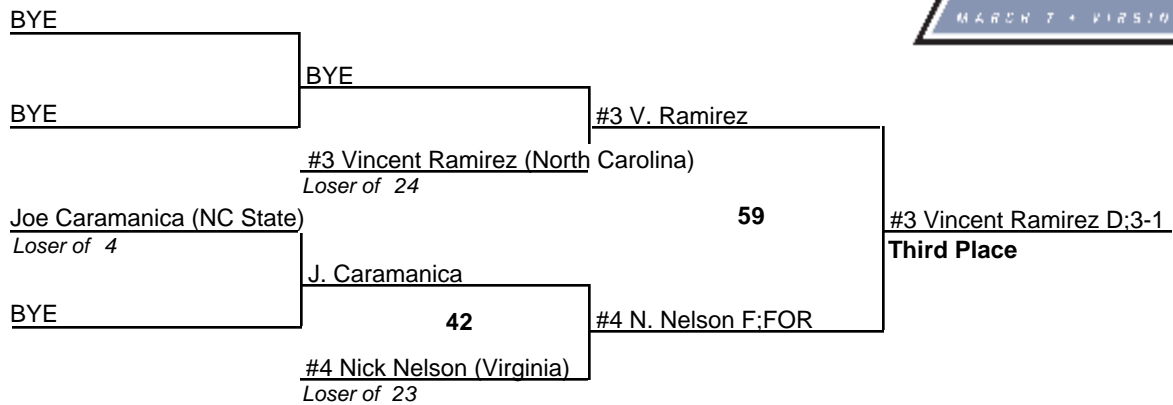 MARCH 7 •
BYE
BYE
BYE
#3 V. Ramirez
#3 Vincent Ramirez (North Carolina)
Loser of 24
Joe Caramanica (NC State)
Loser of 4
59
#3 Vincent Ramirez D;3-1
Third Place
J. Caramanica
BYE
42
#4 N. Nelson F;FOR
#4 Nick Nelson (Virginia)
Loser of 23